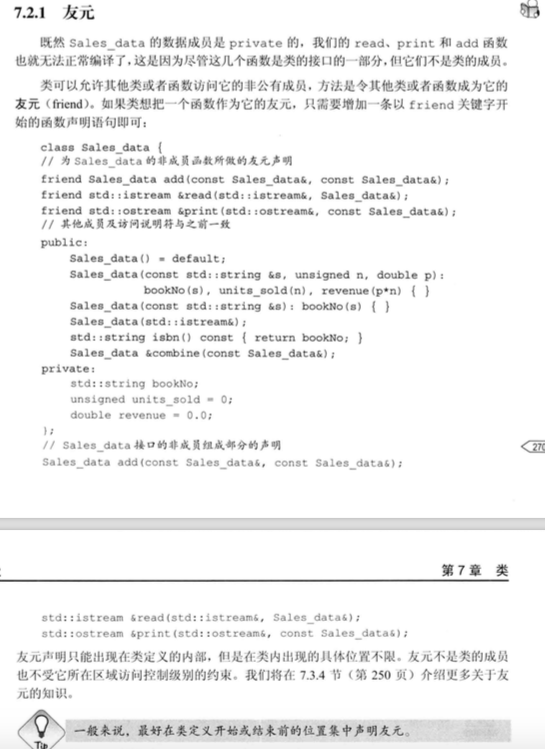 7.2.1 友元
既然 Sales_data 的数据成员是 private 的，我们的 read、print 和 add 函数
也就无法正常编译了，这是因为尽管这几个函数是类的接口的一部分，但它们不是类的成员。
类可以允许其他类或者函数访问它的非公有成员，方法是令其他类或者函数成为它的
友元（friend）。如果类想把一个函数作为它的友元，只需要增加一条以 friend 关键字开
始的函数声明语句即可：
class Sales_data {
// 为 Sales_data 的非成员函数所做的友元声明
friend Sales_data add(const Sales_data&, const Sales_data&);
friend std::istream &read(std::istream&, Sales_data&);
friend std::ostream &print(std::ostream&, const Sales_data&);
// 其他成员及访问说明符与之前一致
public:
Sales_data() = default;
Sales_data(const std::string &s, unsigned n, double p):
bookNo(s), units_sold(n), revenue(p*n) { }
Sales_data(const std::string &s): bookNo(s) { }
Sales_data(std::istream&);
std::string isbn() const { return bookNo; }
Sales_data &combine(const Sales_data&);
private:
std::string bookNo;
unsigned units_sold = 0;
double revenue = 0.0;
};
// Sales_data 接口的非成员组成部分的声明
270
Sales_data add(const Sales_data&, const Sales_data&);
第 7 章 类
std::istream &read(std::istream&, Sales_data&);
std::ostream &print(std::ostream&, const Sales_data&);
友元声明只能出现在类定义的内部，但是在类内出现的具体位置不限。友元不是类的成员
也不受它所在区域访问控制级别的约束。我们将在 7.3.4 节（第 250 页）介绍更多关于友
元的知识。
一般来说，最好在类定义开始或结束前的位置集中声明友元。
Tip